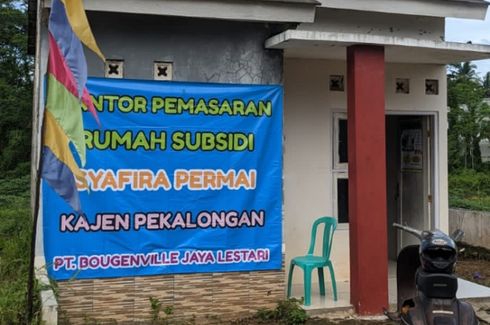 NTOR PEMASARAN
RUMAH SUBSIDI
SYAFIRA PERMAI
KAJEN PEKALONGAN
PT. BOUGENVILLE JAYA LESTARI